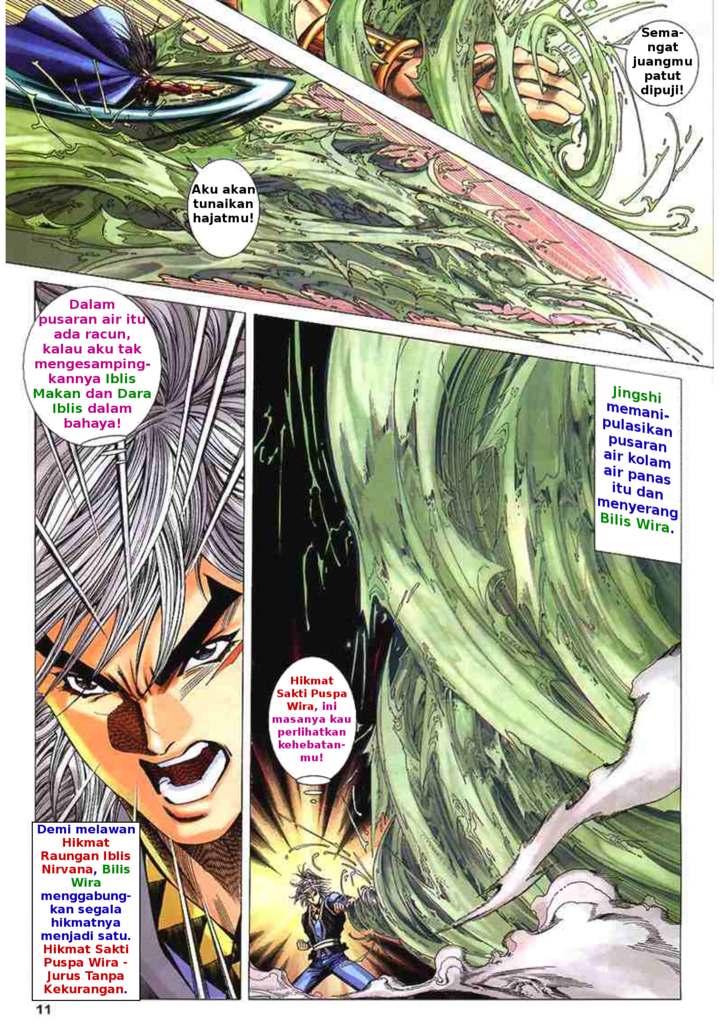 Sema-
ngat
juangmu
patut
dipuji!
Aku akan
tunaikan
hajatmu!
Dalam
pusaran air itu
ada racun,
kalau aku tak
mengesamping-
kannya Iblis
Makan dan Dara
Iblis dalam
bahaya!
Jingshi
memani-
pulasikan
pusaran
air kolam
air panas
itu dan
menyerang
Bilis Wira.
Hikmat
Sakti Puspa
Wira, ini
masanya kau
perlihatkan
kehebatan-
mu!
Demi melawan
Hikmat
Raungan Iblis
Nirvana, Bilis
Wira
menggabung-
kan segala
hikmatnya
menjadi satu.
Hikmat Sakti
Puspa Wira -
Jurus Tanpa
Kekurangan.
11